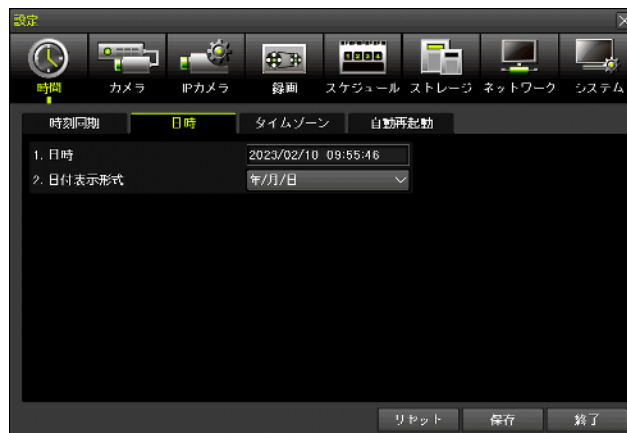 設定
時間 カメラ IPカメラ 録画 スケジュール ストレージ ネットワーク システム
時刻同期 日時 タイムゾーン 自動再起動
1. 日時 2023/02/10 09:55:46
2. 日付表示形式 年/月/日
リセット 保存 終了